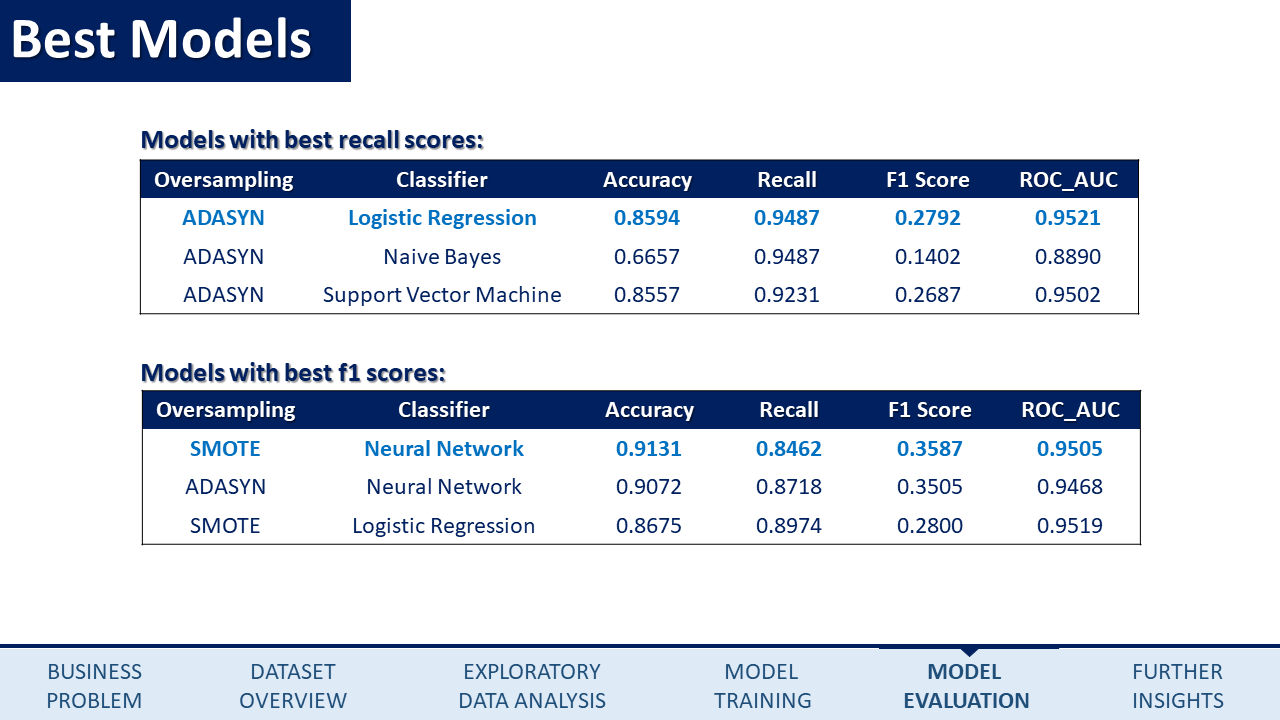 Best Models
Models with best recall scores:
Oversampling Classifier Accuracy Recall F1 Score ROC_AUC
ADASYN Logistic Regression 0.8594 0.9487 0.2792 0.9521
ADASYN Naive Bayes 0.6657 0.9487 0.1402 0.8890
ADASYN Support Vector Machine 0.8557 0.9231 0.2687 0.9502
Models with best f1 scores:
Oversampling Classifier Accuracy Recall F1 Score ROC_AUC
SMOTE Neural Network 0.9131 0.8462 0.3587 0.9505
ADASYN Neural Network 0.9072 0.8718 0.3505 0.9468
SMOTE Logistic Regression 0.8675 0.8974 0.2800 0.9519
BUSINESS
PROBLEM
DATASET
OVERVIEW
EXPLORATORY
DATA ANALYSIS
MODEL
TRAINING
MODEL
EVALUATION
FURTHER
INSIGHTS